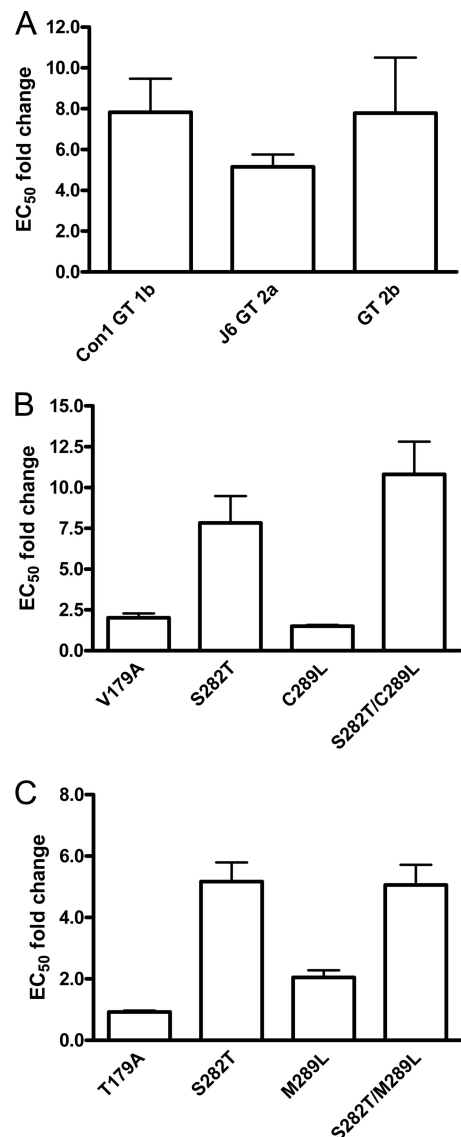 A
EC50 fold change
12.0
10.0
8.0
6.0
4.0
2.0
0.0
Con1 GT 1b
J6 GT 2a
GT 2b
B
EC50 fold change
15.0
12.5
10.0
7.5
5.0
2.5
0.0
V179A
S282T
C289L
S282T/C289L
C
EC50 fold change
8.0
6.0
4.0
2.0
0.0
T179A
S282T
M289L
S282T/M289L